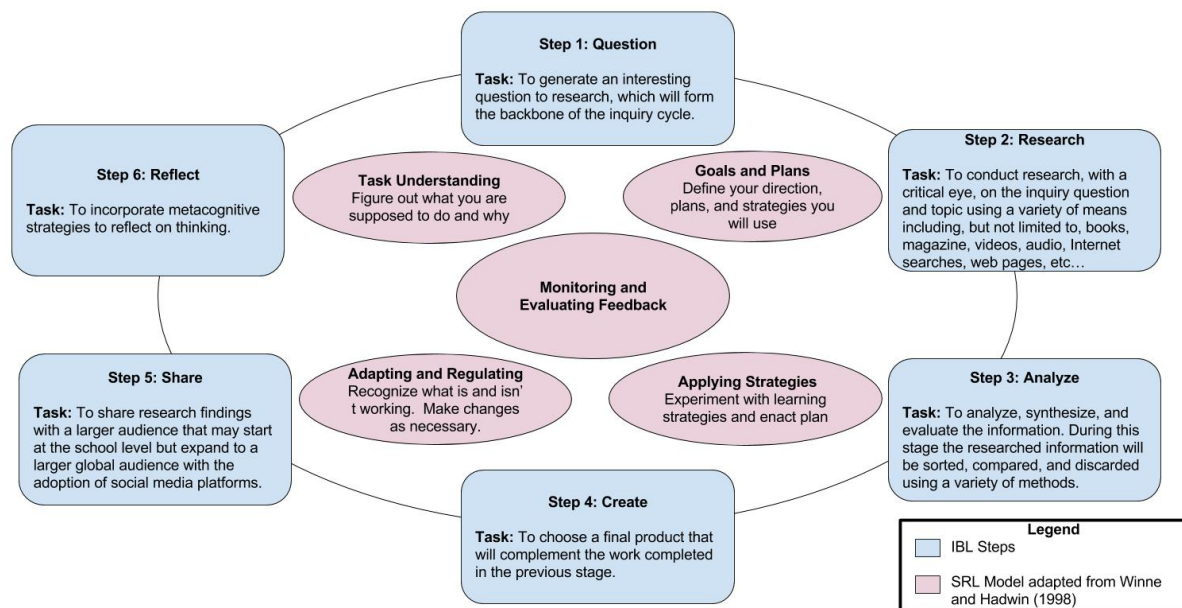 Step 1: Question
Task: To generate an interesting
question to research, which will form
the backbone of the inquiry cycle.
Step 2: Research
Task: To conduct research, with a
critical eye, on the inquiry question
and topic using a variety of means
including, but not limited to, books,
magazine, videos, audio, Internet
searches, web pages, etc…
Step 3: Analyze
Task: To analyze, synthesize, and
evaluate the information. During this
stage the researched information will
be sorted, compared, and discarded
using a variety of methods.
Step 4: Create
Task: To choose a final product that
will complement the work completed
in the previous stage.
Step 5: Share
Task: To share research findings
with a larger audience that may start
at the school level but expand to a
larger global audience with the
adoption of social media platforms.
Step 6: Reflect
Task: To incorporate metacognitive
strategies to reflect on thinking.
Task Understanding
Figure out what you are
supposed to do and why
Goals and Plans
Define your direction,
plans, and strategies you
will use
Monitoring and
Evaluating Feedback
Adapting and Regulating
Recognize what is and isn’
t working. Make changes
as necessary.
Applying Strategies
Experiment with learning
strategies and enact plan
Legend
IBL Steps
SRL Model adapted from Winne
and Hadwin (1998)